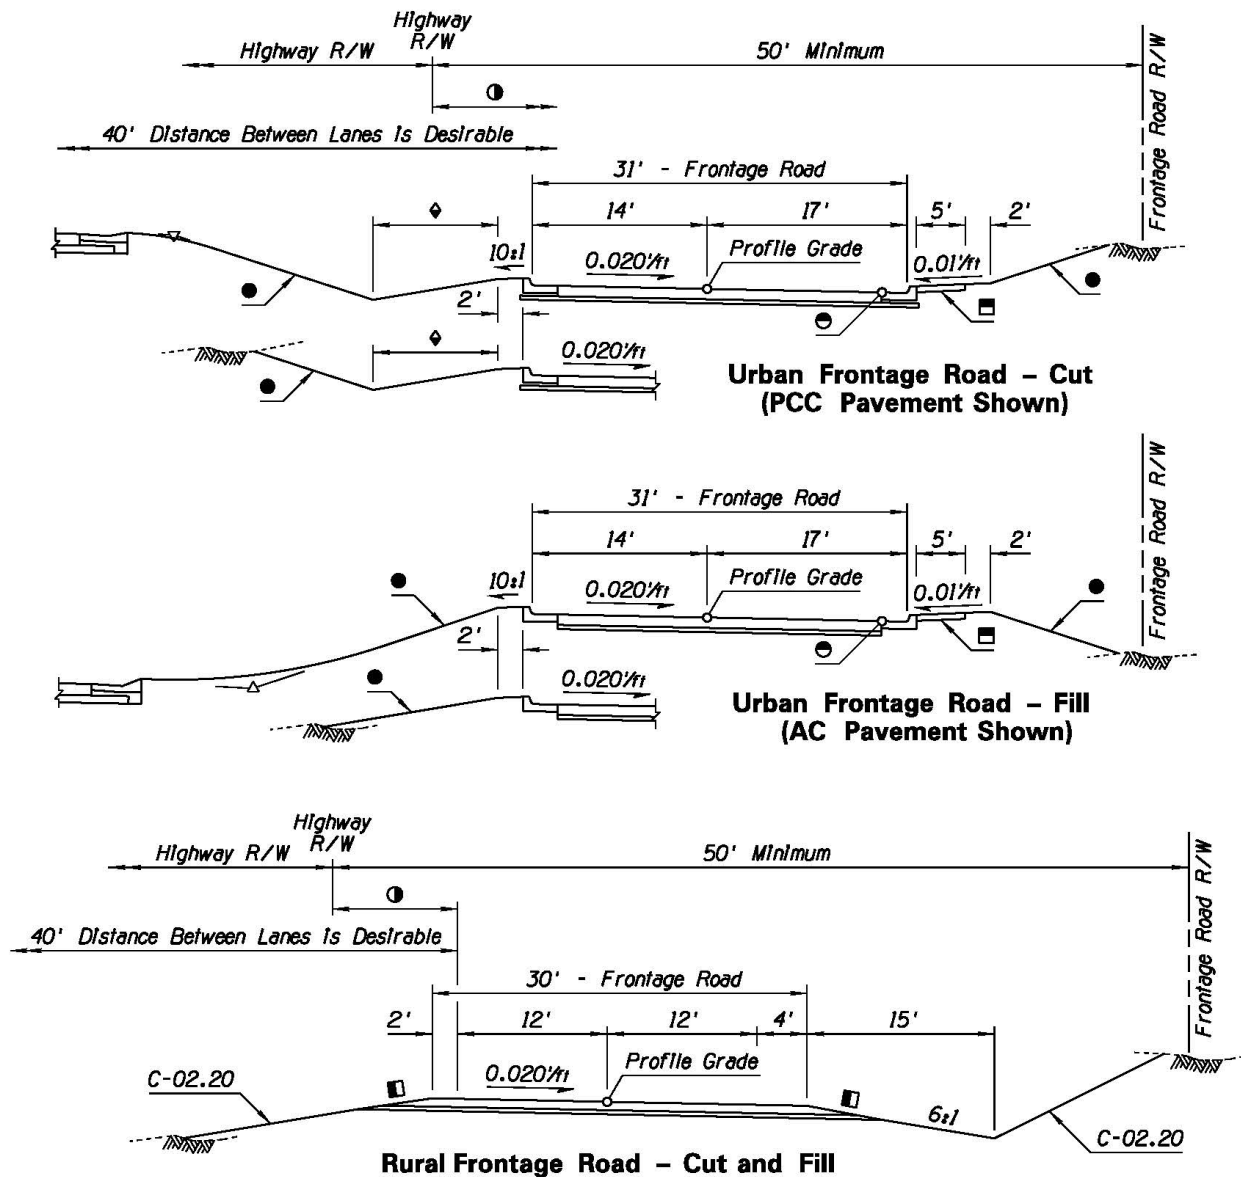 Highway
R/W
Highway R/W
50' Minimum
40' Distance Between Lanes is Desirable
Frontage Road R/W
31' - Frontage Road
14'
17'
5'
2'
10:1
0.020'/ft
Profile Grade
0.01'/ft
2'
0.020'/ft
Urban Frontage Road - Cut
(PCC Pavement Shown)
Frontage Road R/W
31' - Frontage Road
14'
17'
5'
2'
10:1
0.020'/ft
Profile Grade
0.01'/ft
2'
0.020'/ft
Urban Frontage Road - Fill
(AC Pavement Shown)
Highway
R/W
Highway R/W
50' Minimum
40' Distance Between Lanes is Desirable
Frontage Road R/W
30' - Frontage Road
2'
12'
12'
4'
15'
C-02.20
0.020'/ft
Profile Grade
6:1
C-02.20
Rural Frontage Road - Cut and Fill